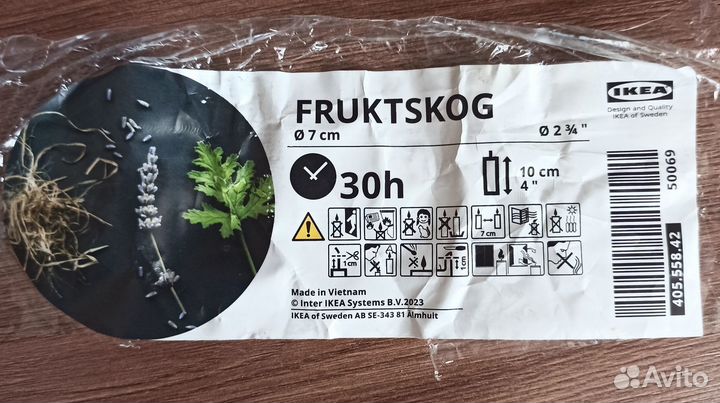 FRUKTSKOG
Ø 7 cm
Ø 2 ¾ "
30h
10 cm
4 "
IKEA
Design and Quality
IKEA of Sweden
7 cm
1 cm
Made in Vietnam
© Inter IKEA Systems B.V.2023
IKEA of Sweden AB SE-343 81 Älmhult
50069
405.558.42
Avito